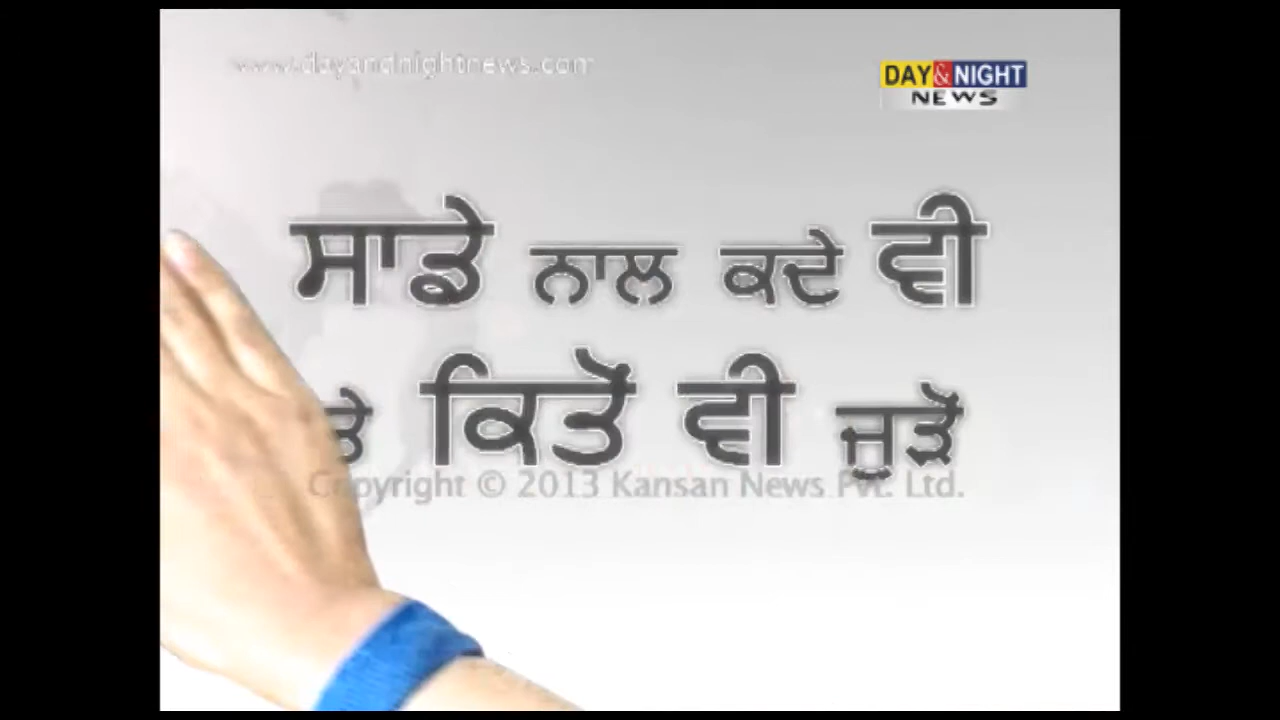 www.dayandnightnews.com
DAY&NIGHT
NEWS
ਸਾਡੇ ਨਾਲ ਕਦੇ ਵੀ
ਕਿਤੋਂ ਵੀ ਜੁੜੋਂ
Copyright © 2013 Kansan News Pvt. Ltd.